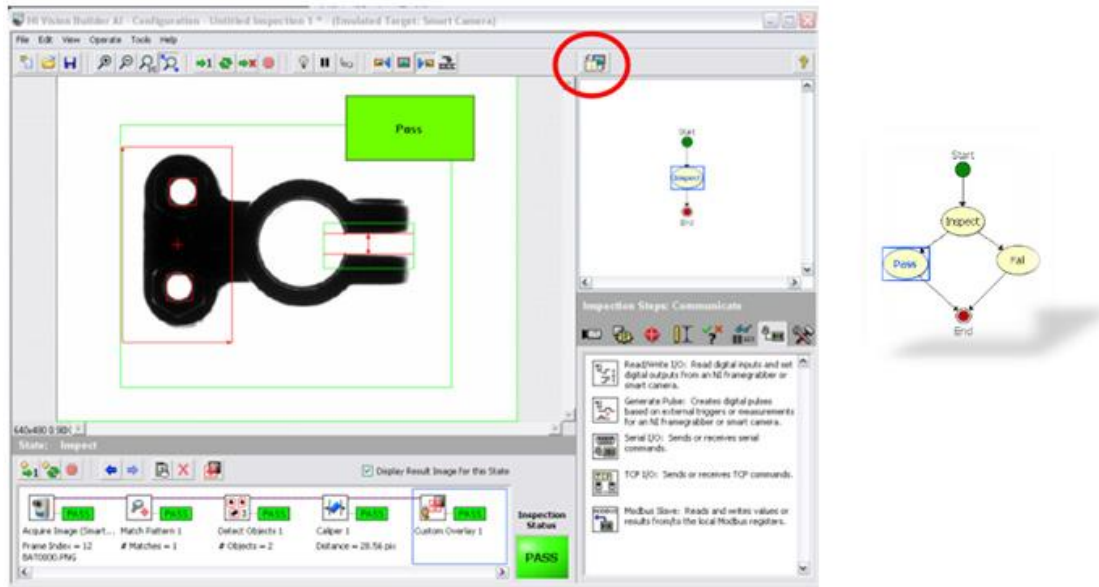 NI Vision Builder AI - Configuration - Untitled Inspection 1 * (Emulated Target: Smart Camera)
File Edit View Operate Tools Help
Pass
Start
Inspect
End
Start
Inspect
Pass
Fail
End
Inspection Steps: Communicate
Read/Write I/O: Read digital inputs and set
digital outputs from an NI framegrabber or
smart camera.
Generate Pulse: Creates digital pulses
based on external triggers or measurements
for an NI framegrabber or smart camera.
Serial I/O: Sends or receives serial
commands.
TCP I/O: Sends or receives TCP commands.
Modbus Slave: Reads and writes values or
results from/to the local Modbus registers.
640x480 0.98X
State: Inspect
Display Result Image for this State
PASS PASS PASS PASS PASS
Acquire Image (Smart... Match Pattern 1 Detect Objects 1 Caliper 1 Custom Overlay 1
Frame Index = 12 # Matches = 1 # Objects = 2 Distance = 28.56 pix
BAT0800.PNG
Inspection
Status
PASS